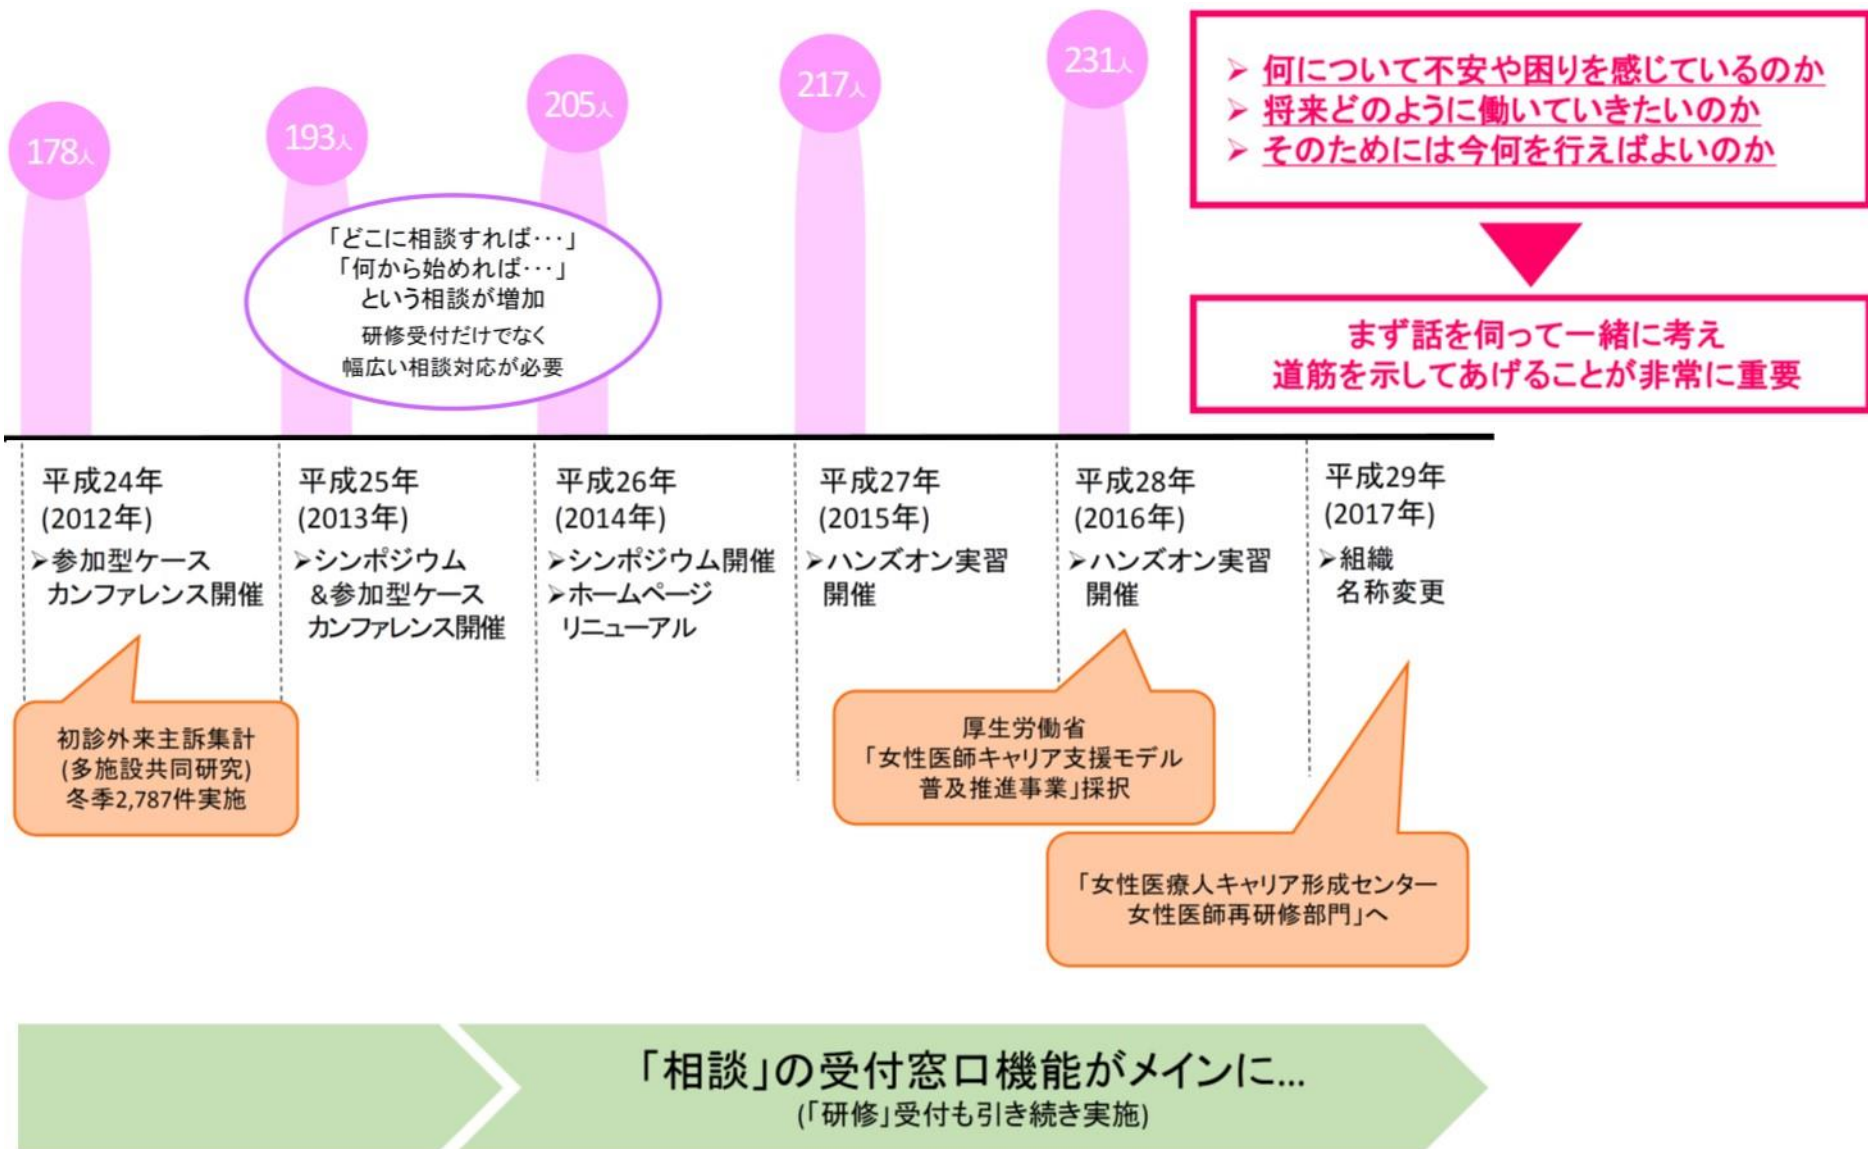 178人
193人
205人
217人
231人
➢ 何について不安や困りを感じているのか
➢ 将来どのように働いていきたいのか
➢ そのためには今何を行えばよいのか
まず話を伺って一緒に考え
道筋を示してあげることが非常に重要
「どこに相談すれば･･･」
「何から始めれば･･･」
という相談が増加
研修受付だけでなく
幅広い相談対応が必要
平成24年
(2012年)
➢参加型ケース
カンファレンス開催
平成25年
(2013年)
➢シンポジウム
&参加型ケース
カンファレンス開催
平成26年
(2014年)
➢シンポジウム開催
➢ホームページ
リニューアル
平成27年
(2015年)
➢ハンズオン実習
開催
平成28年
(2016年)
➢ハンズオン実習
開催
平成29年
(2017年)
➢組織
名称変更
初診外来主訴集計
(多施設共同研究)
冬季2,787件実施
厚生労働省
「女性医師キャリア支援モデル
普及推進事業」採択
「女性医療人キャリア形成センター
女性医師再研修部門」へ
「相談」の受付窓口機能がメインに...
(「研修」受付も引き続き実施)